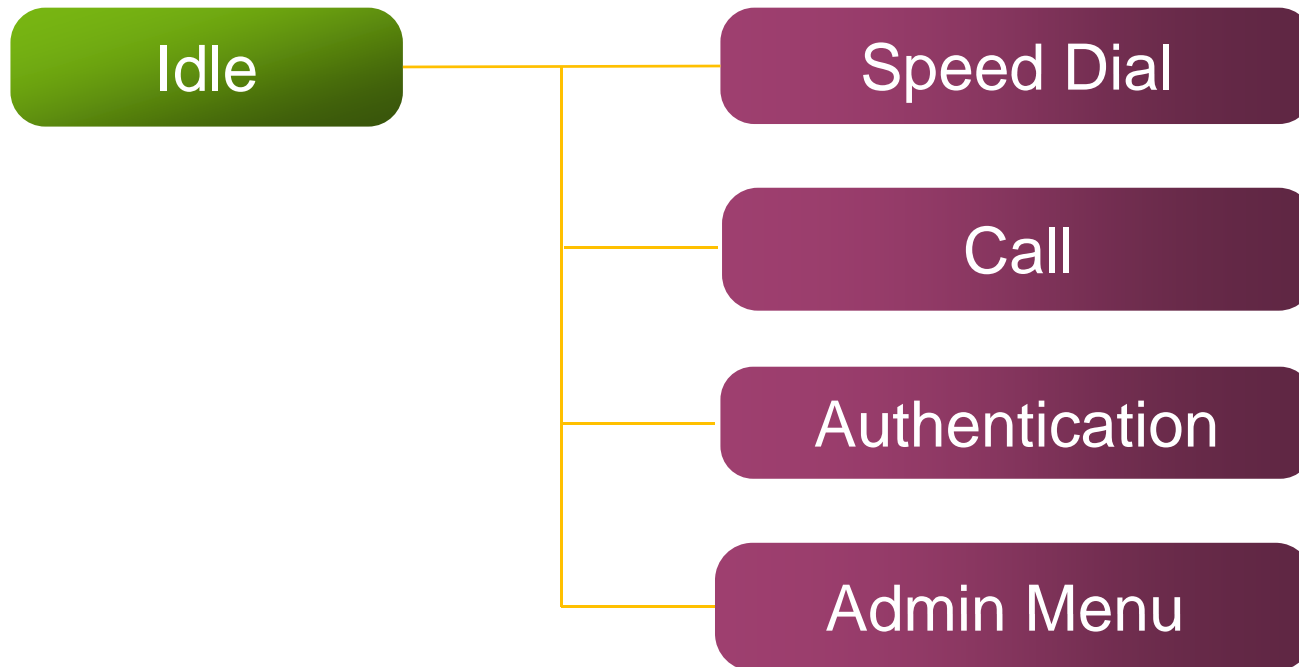 Idle
Speed Dial
Call
Authentication
Admin Menu